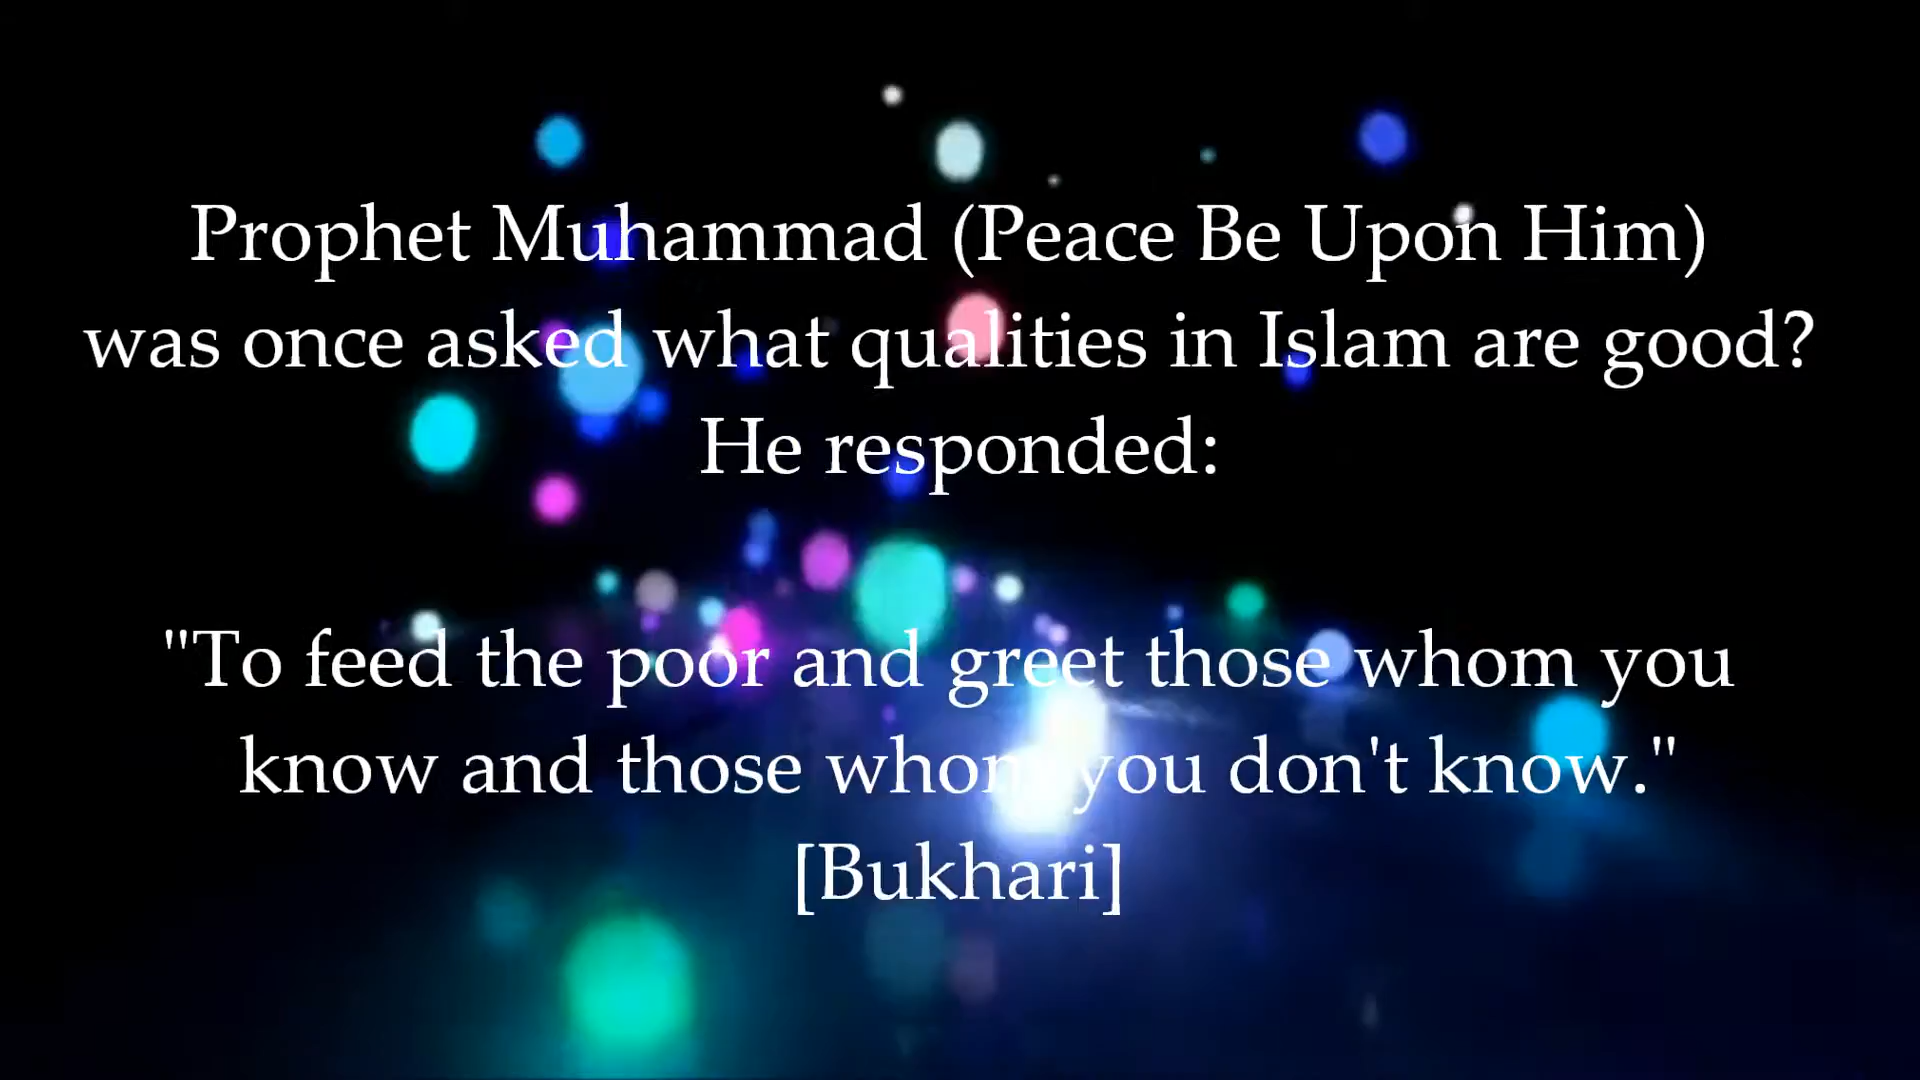 Prophet Muhammad (Peace Be Upon Him)
was once asked what qualities in Islam are good?
He responded:
"To feed the poor and greet those whom you
know and those whom you don't know."
[Bukhari]